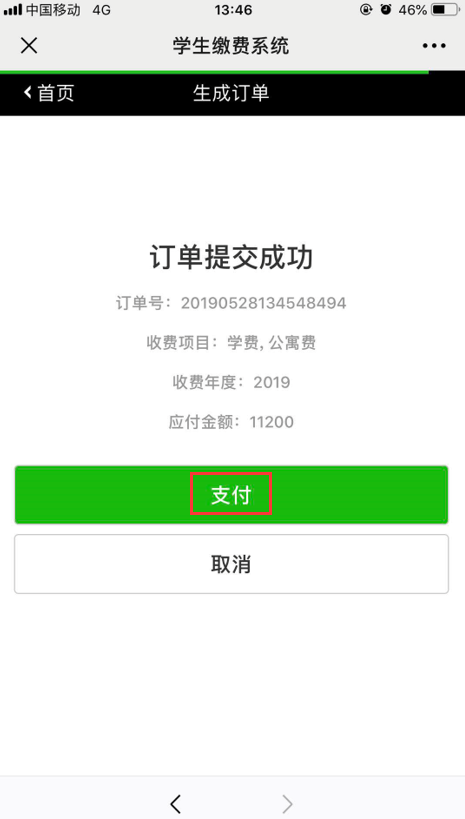 中国移动 4G 13:46 46%
学生缴费系统
首页 生成订单
订单提交成功
订单号：20190528134548494
收费项目：学费, 公寓费
收费年度：2019
应付金额：11200
支付
取消